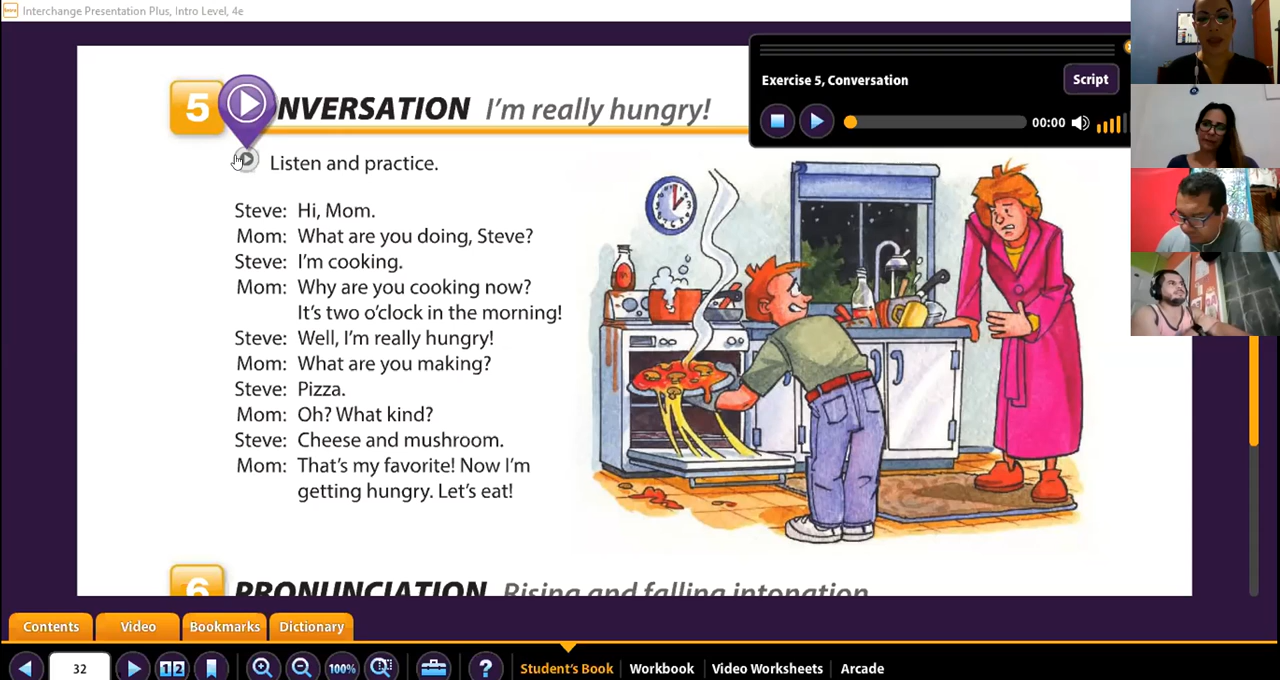 Interchange Presentation Plus, Intro Level, 4e
Exercise 5, Conversation
Script
00:00
5 NVERSATION I'm really hungry!
Listen and practice.
Steve: Hi, Mom.
Mom: What are you doing, Steve?
Steve: I'm cooking.
Mom: Why are you cooking now?
It's two o'clock in the morning!
Steve: Well, I'm really hungry!
Mom: What are you making?
Steve: Pizza.
Mom: Oh? What kind?
Steve: Cheese and mushroom.
Mom: That's my favorite! Now I'm
getting hungry. Let's eat!
6 PRONUNCIATION Rising and falling intonation
Contents Video Bookmarks Dictionary
32 12 100% ? Student's Book Workbook Video Worksheets Arcade